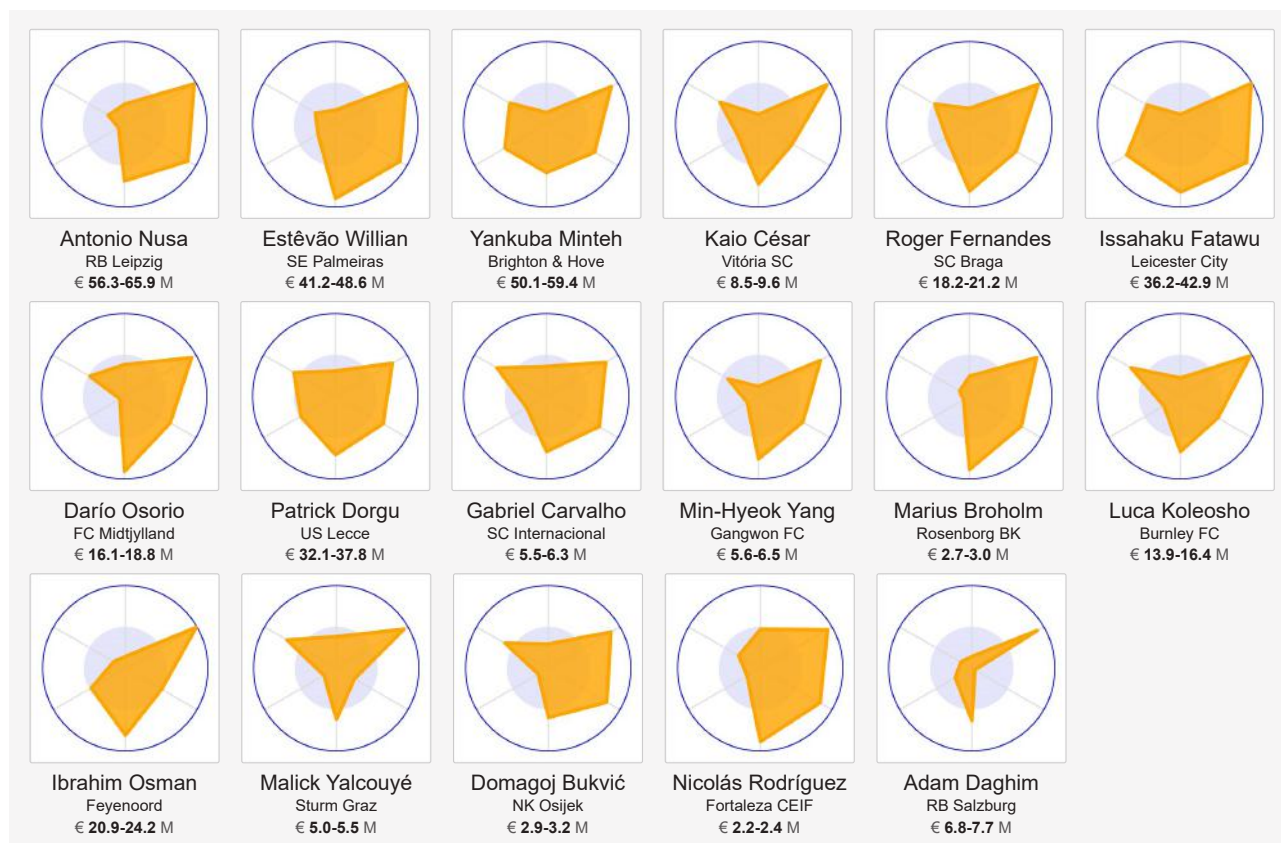 Antonio Nusa
RB Leipzig
€ 56.3-65.9 M
Estêvão Willian
SE Palmeiras
€ 41.2-48.6 M
Yankuba Minteh
Brighton & Hove
€ 50.1-59.4 M
Kaio César
Vitória SC
€ 8.5-9.6 M
Roger Fernandes
SC Braga
€ 18.2-21.2 M
Issahaku Fatawu
Leicester City
€ 36.2-42.9 M
Darío Osorio
FC Midtjylland
€ 16.1-18.8 M
Patrick Dorgu
US Lecce
€ 32.1-37.8 M
Gabriel Carvalho
SC Internacional
€ 5.5-6.3 M
Min-Hyeok Yang
Gangwon FC
€ 5.6-6.5 M
Marius Broholm
Rosenborg BK
€ 2.7-3.0 M
Luca Koleosho
Burnley FC
€ 13.9-16.4 M
Ibrahim Osman
Feyenoord
€ 20.9-24.2 M
Malick Yalcouyé
Sturm Graz
€ 5.0-5.5 M
Domagoj Bukvić
NK Osijek
€ 2.9-3.2 M
Nicolás Rodríguez
Fortaleza CEIF
€ 2.2-2.4 M
Adam Daghim
RB Salzburg
€ 6.8-7.7 M